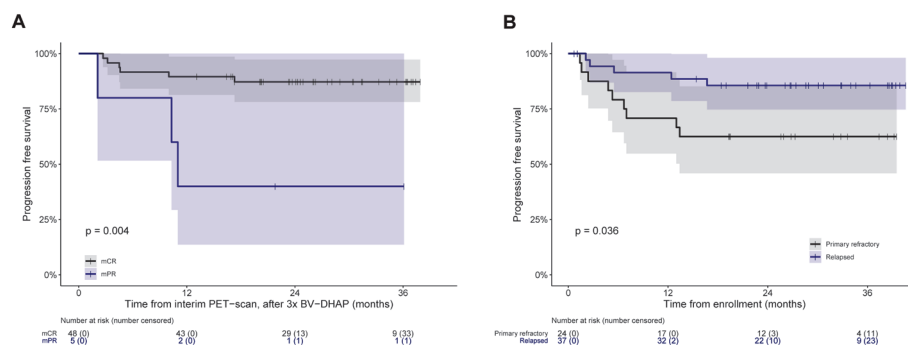 A
100%
75%
50%
25%
0%
Progression free survival
p = 0.004
mCR
mPR
0
12
24
36
Time from interim PET−scan, after 3x BV−DHAP (months)
Number at risk (number censored)
mCR 48 (0) 43 (0) 29 (13) 9 (33)
mPR 5 (0) 2 (0) 1 (1) 1 (1)
B
100%
75%
50%
25%
0%
Progression free survival
p = 0.036
Primary refractory
Relapsed
0
12
24
36
Time from enrollment (months)
Number at risk (number censored)
Primary refractory 24 (0) 17 (0) 12 (3) 4 (11)
Relapsed 37 (0) 32 (2) 22 (10) 9 (23)